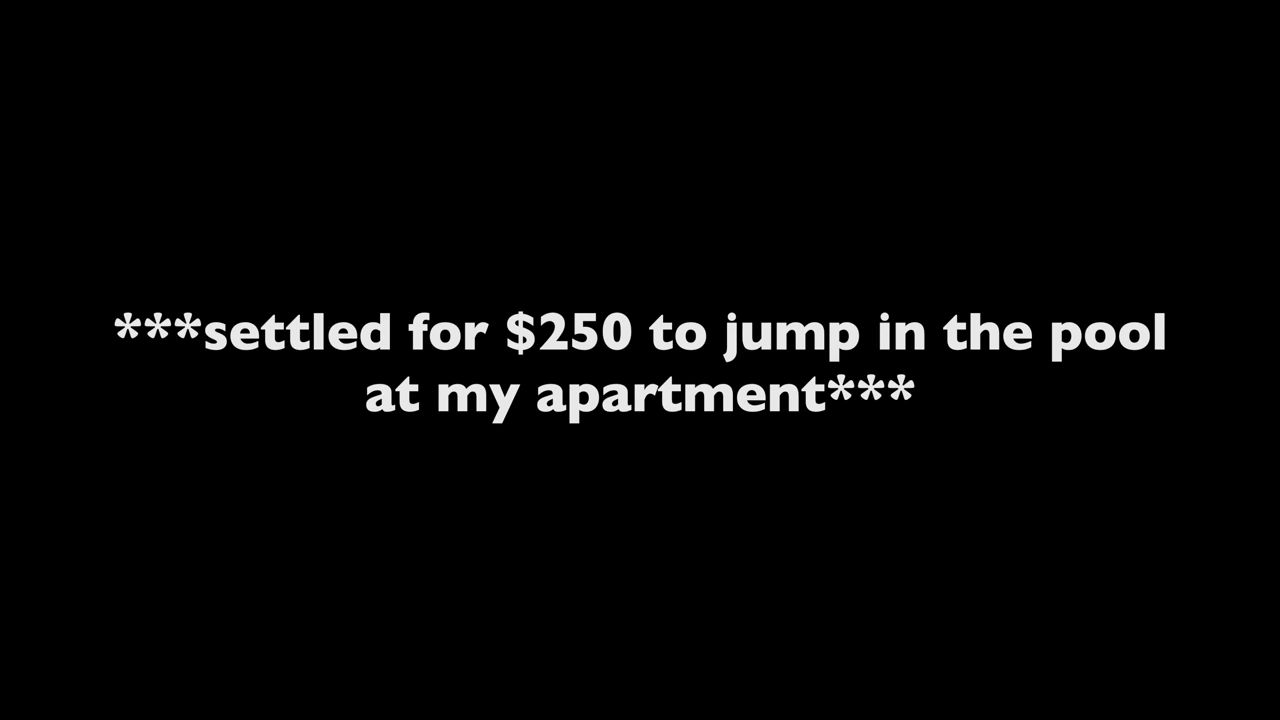 ***settled for $250 to jump in the pool
at my apartment***